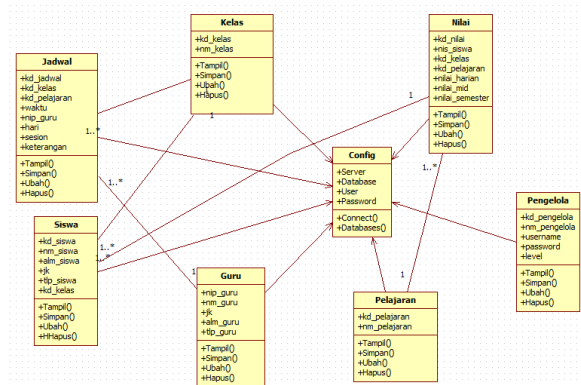 Kelas
+kd_kelas
+nm_kelas
+Tampil()
+Simpan()
+Ubah()
+Hapus()
1
Nilai
+kd_nilai
+nis_siswa
+kd_kelas
+kd_pelajaran
+nilai_harian
+nilai_mid
+nilai_semester
+Tampil()
+Simpan()
+Ubah()
+Hapus()
1
1..*
Jadwal
+kd_jadwal
+kd_kelas
+kd_pelajaran
+waktu
+nip_guru
+hari
+sesion
+keterangan
+Tampil()
+Simpan()
+Ubah()
+Hapus()
1..*
1..*
Config
+Server
+Database
+User
+Password
+Connect()
+Databases()
Pengelola
+kd_pengelola
+nm_pengelola
+username
+password
+level
+Tampil()
+Simpan()
+Ubah()
+Hapus()
Siswa
+kd_siswa
+nm_siswa
+alm_siswa
+jk
+tlp_siswa
+kd_kelas
+Tampil()
+Simpan()
+Ubah()
+HHapus()
1..*
1..*
1
Guru
+nip_guru
+nm_guru
+jk
+alm_guru
+tlp_guru
+Tampil()
+Simpan()
+Ubah()
+Hapus()
1
Pelajaran
+kd_pelajaran
+nm_pelajaran
+Tampil()
+Simpan()
+Ubah()
+Hapus()